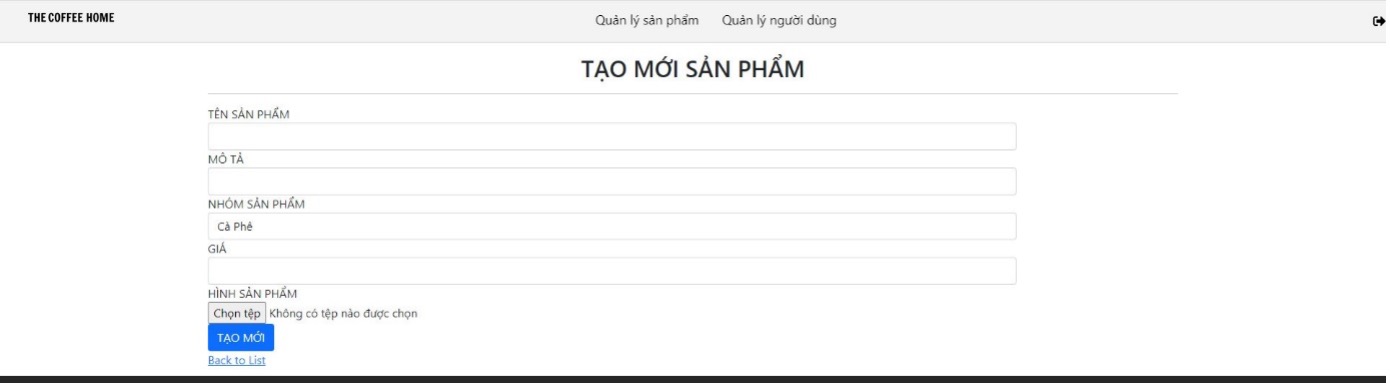 THE COFFEE HOME
Quản lý sản phẩm Quản lý người dùng
TẠO MỚI SẢN PHẨM
TÊN SẢN PHẨM
MÔ TẢ
NHÓM SẢN PHẨM
Cà Phê
GIÁ
HÌNH SẢN PHẨM
Chọn tệp Không có tệp nào được chọn
TẠO MỚI
Back to List